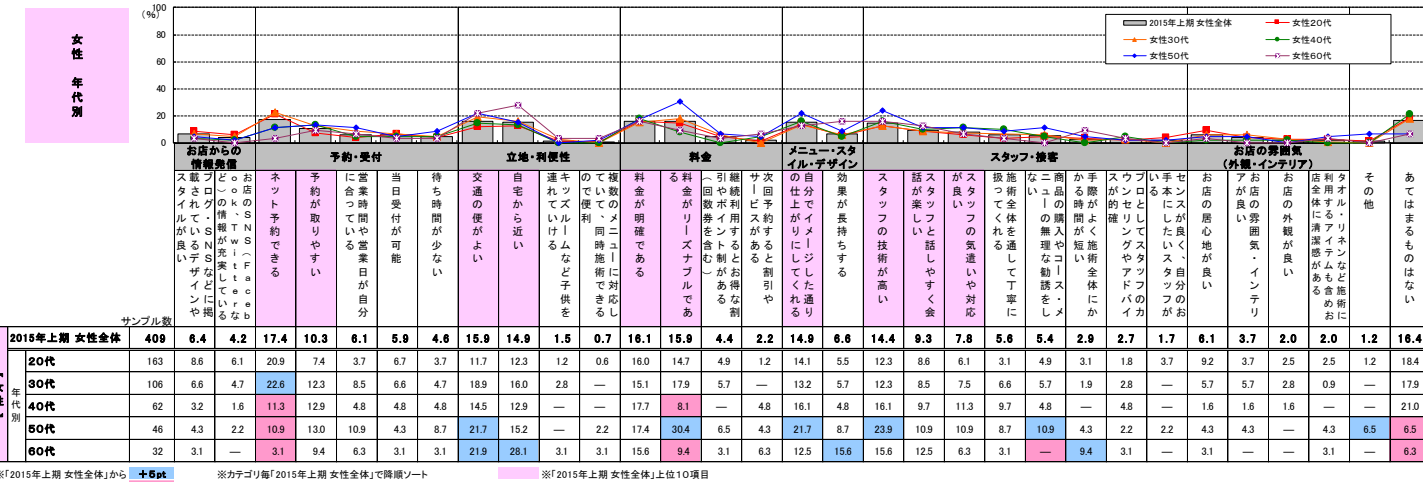 (%)
100
80
60
40
20
0
女性 年代別
2015年上期 女性全体
女性20代
女性30代
女性40代
女性50代
女性60代
お店からの情報発信
予約・受付
立地・利便性
料金
メニュー・スタイル・デザイン
スタッフ・接客
お店の雰囲気(外観・インテリア)
ブログ・SNSなどに掲載されているデザインやスタイルが良い
お店のSNS(Facebook、Twitterなど)の情報が充実している
ネット予約できる
予約が取りやすい
営業時間や営業日が自分に合っている
当日受付が可能
待ち時間が少ない
交通の便がよい
自宅から近い
キッズルームなど子供を連れていける
複数のメニューに対応していて、同時施術できるので便利
料金が明確である
料金がリーズナブルである
継続利用するとお得な割引やポイント制がある(回数券を含む)
次回予約すると割引やサービスがある
自分でイメージした通りの仕上がりにしてくれる
効果が長持ちする
スタッフの技術が高い
スタッフと話しやすく会話が楽しい
スタッフの気遣いや対応が良い
施術全体を通して丁寧に扱ってくれる
商品の購入やコース・メニューの無理な勧誘をしない
手際がよく施術全体にかかる時間が短い
プロとしてスタッフのカウンセリングやアドバイスが的確
センスが良く、自分のお手本にしたいスタッフがいる
お店の居心地が良い
お店の雰囲気・インテリアが良い
お店の外観が良い
タオル・リネンなど施術に利用するアイテムも含めお店全体に清潔感がある
その他
あてはまるものはない
サンプル数
2015年上期 女性全体 409 6.4 4.2 17.4 10.3 6.1 5.9 4.6 15.9 14.9 1.5 0.7 16.1 15.9 4.4 2.2 14.9 6.6 14.4 9.3 7.8 5.6 5.4 2.9 2.7 1.7 6.1 3.7 2.0 2.0 1.2 16.4
【女性】
年代別
20代 163 8.6 6.1 20.9 7.4 3.7 6.7 3.7 11.7 12.3 1.2 0.6 16.0 14.7 4.9 1.2 14.1 5.5 12.3 8.6 6.1 3.1 4.9 3.1 1.8 3.7 9.2 3.7 2.5 2.5 1.2 18.4
30代 106 6.6 4.7 22.6 12.3 8.5 6.6 4.7 18.9 16.0 2.8 — 15.1 17.9 5.7 — 13.2 5.7 12.3 8.5 7.5 6.6 5.7 1.9 2.8 — 5.7 5.7 2.8 0.9 — 17.9
40代 62 3.2 1.6 11.3 12.9 4.8 4.8 4.8 14.5 12.9 — — 17.7 8.1 — 4.8 16.1 4.8 16.1 9.7 11.3 9.7 4.8 — 4.8 — 1.6 1.6 1.6 — — 21.0
50代 46 4.3 2.2 10.9 13.0 10.9 4.3 8.7 21.7 15.2 — 2.2 17.4 30.4 6.5 4.3 21.7 8.7 23.9 10.9 10.9 8.7 10.9 4.3 2.2 2.2 4.3 4.3 — 4.3 6.5 6.5
60代 32 3.1 — 3.1 9.4 6.3 3.1 3.1 21.9 28.1 3.1 3.1 15.6 9.4 3.1 6.3 12.5 15.6 15.6 12.5 6.3 3.1 — 9.4 3.1 — 3.1 — — 3.1 — 6.3
※「2015年上期 女性全体」から +5pt ※カテゴリ毎「2015年上期 女性全体」で降順ソート ※「2015年上期 女性全体」上位10項目